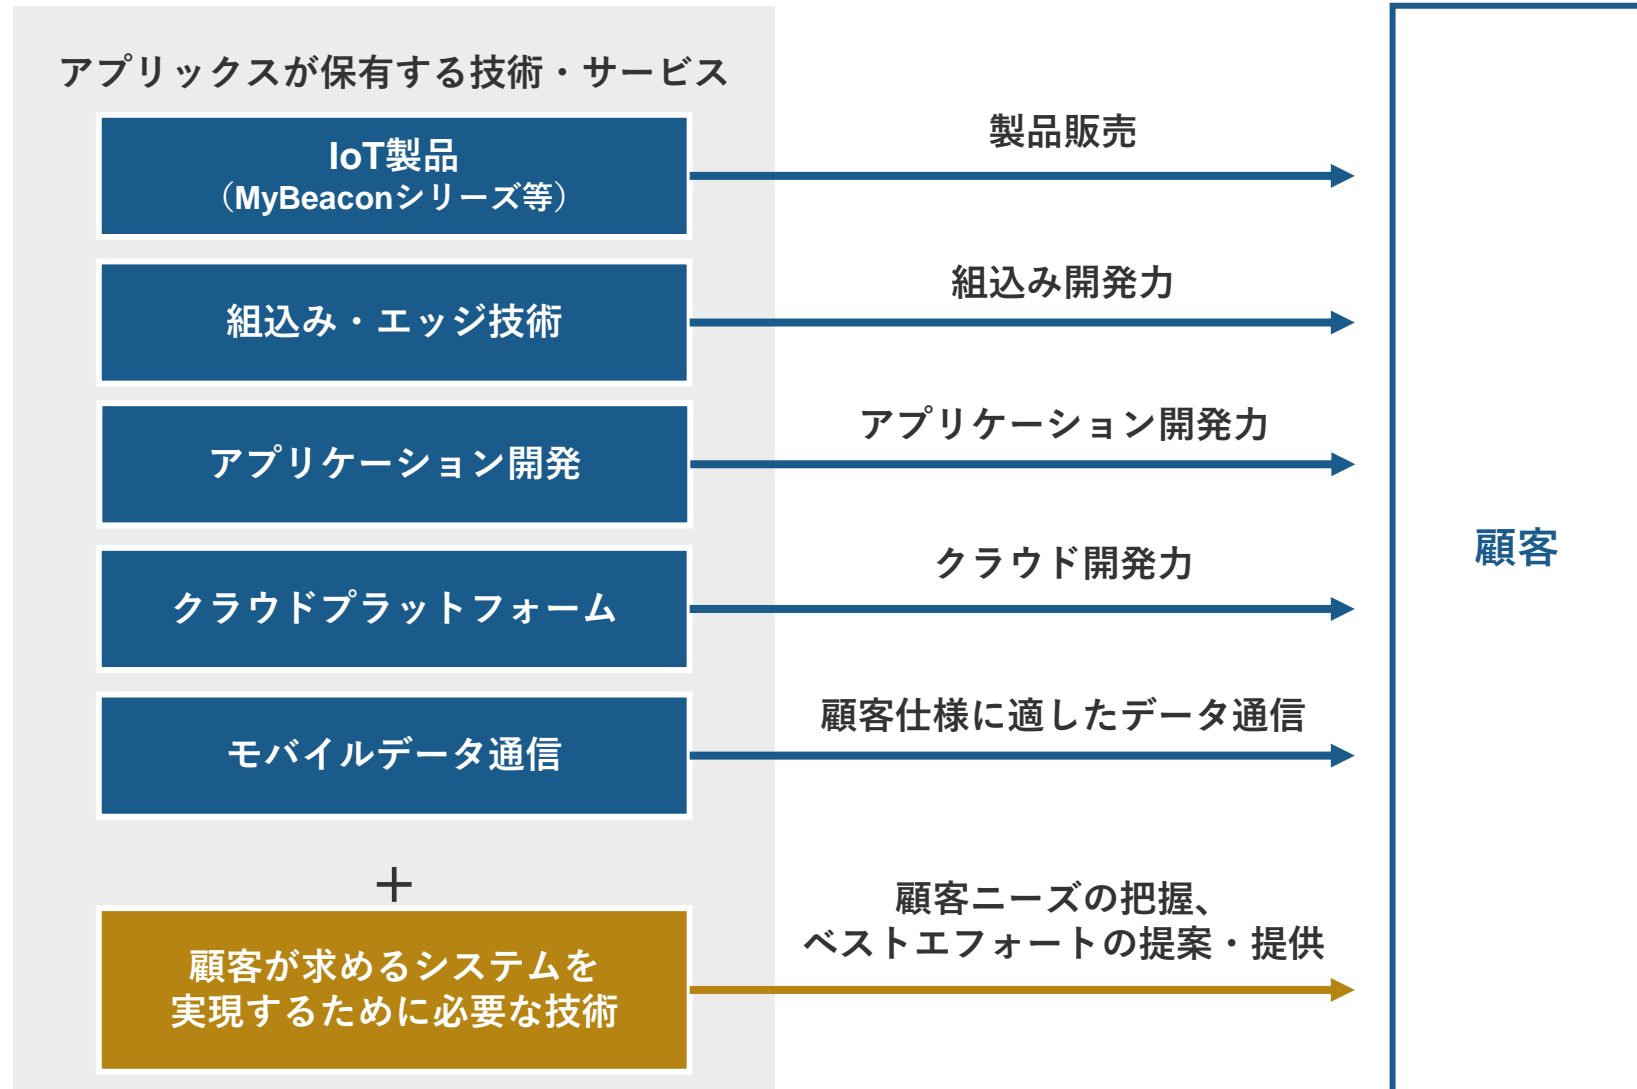 アプリックスが保有する技術・サービス
IoT製品
（MyBeaconシリーズ等）
製品販売
組込み・エッジ技術
組込み開発力
アプリケーション開発
アプリケーション開発力
クラウドプラットフォーム
クラウド開発力
モバイルデータ通信
顧客仕様に適したデータ通信
＋
顧客が求めるシステムを
実現するために必要な技術
顧客ニーズの把握、
ベストエフォートの提案・提供
顧客